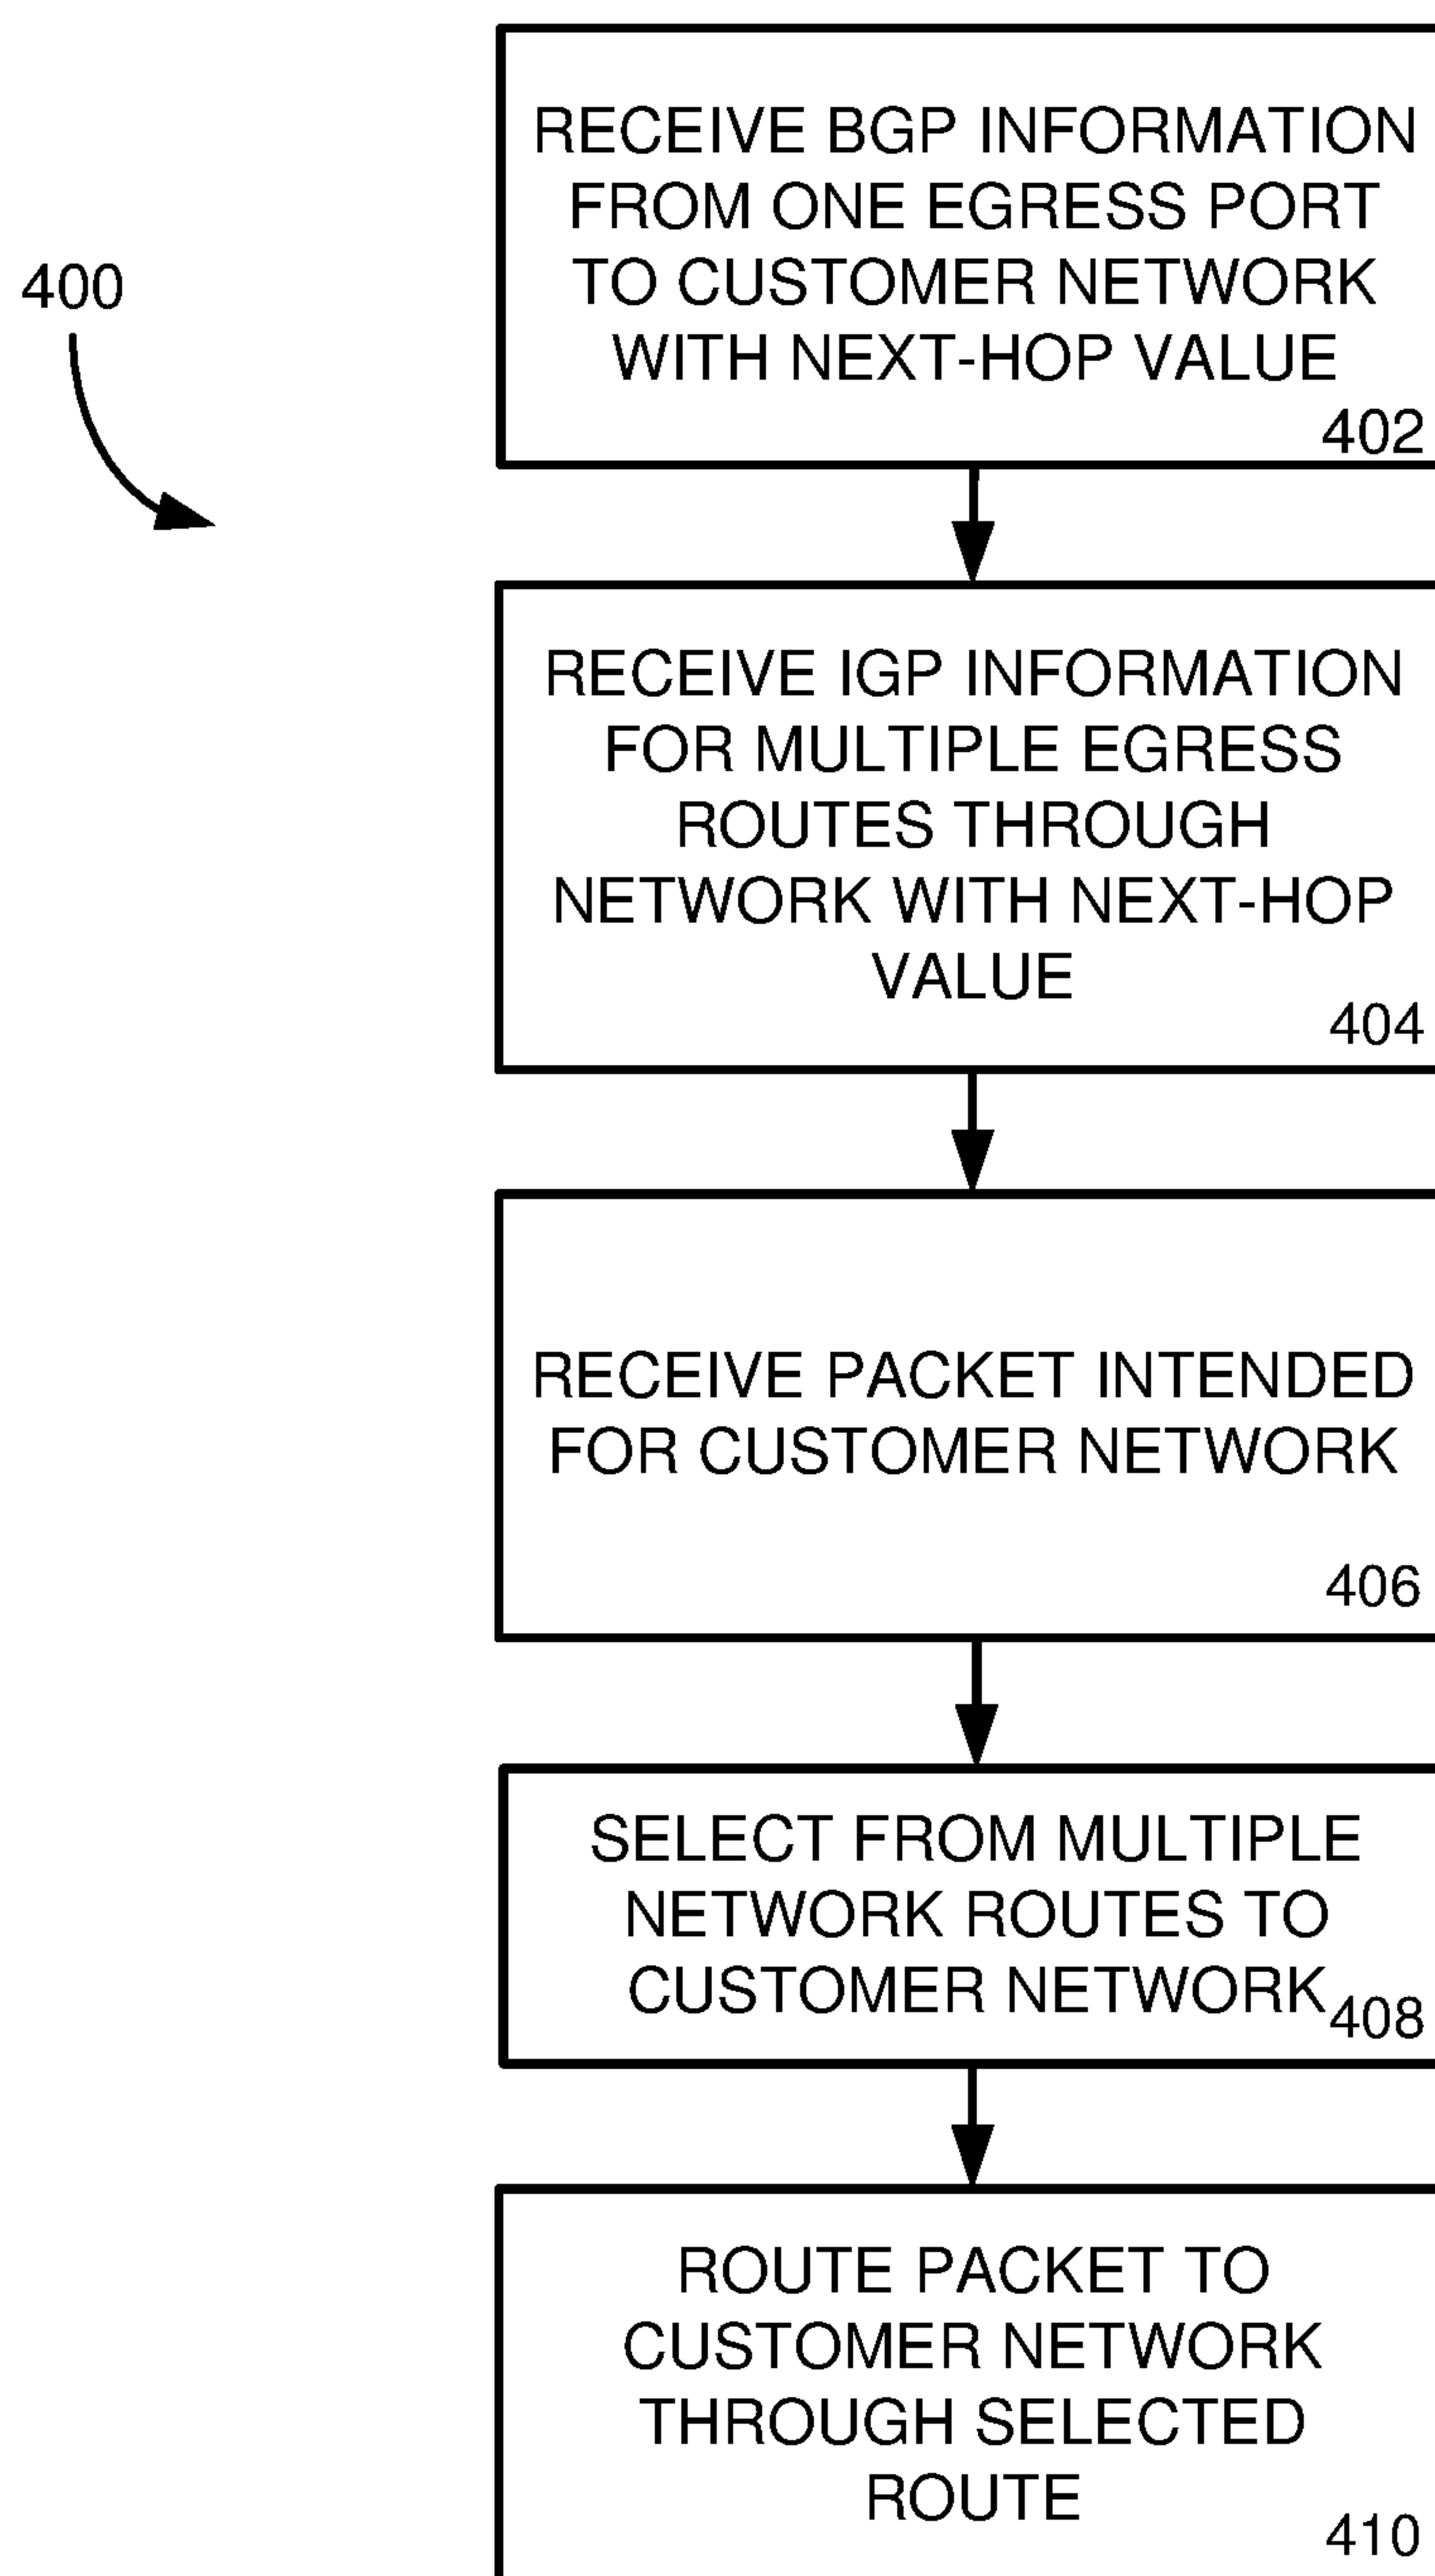 RECEIVE BGP INFORMATION
FROM ONE EGRESS PORT
TO CUSTOMER NETWORK
WITH NEXT-HOP VALUE
402
400
RECEIVE IGP INFORMATION
FOR MULTIPLE EGRESS
ROUTES THROUGH
NETWORK WITH NEXT-HOP
VALUE
404
RECEIVE PACKET INTENDED
FOR CUSTOMER NETWORK
406
SELECT FROM MULTIPLE
NETWORK ROUTES TO
CUSTOMER NETWORK
408
ROUTE PACKET TO
CUSTOMER NETWORK
THROUGH SELECTED
ROUTE
410